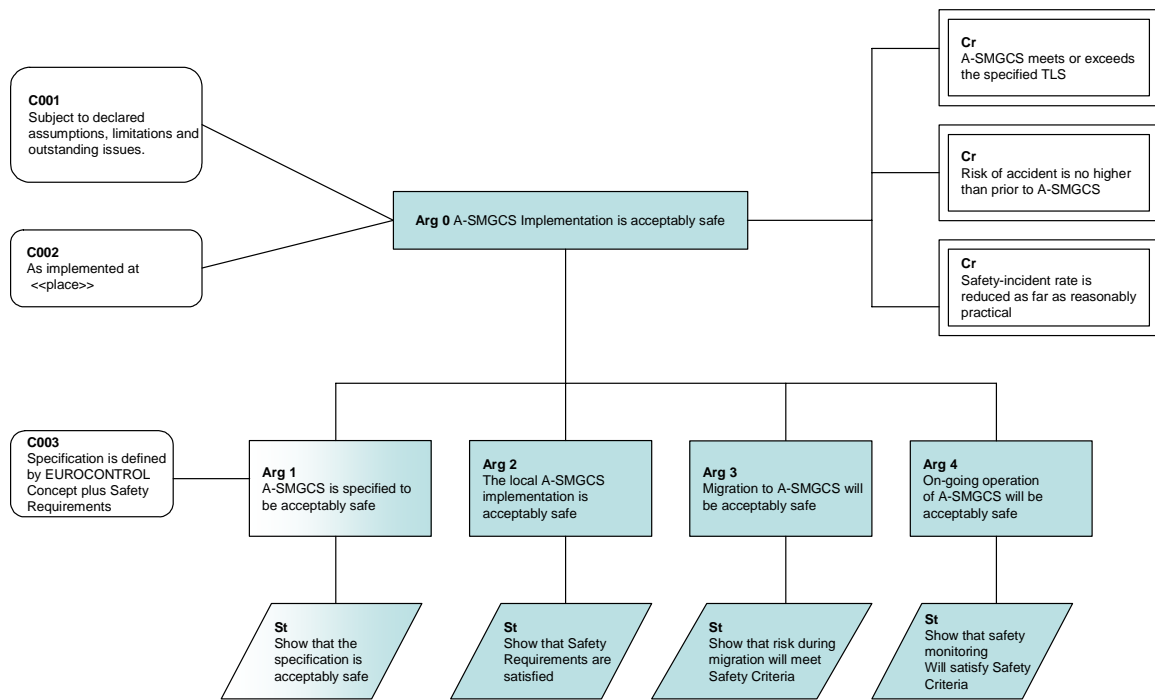 C001
Subject to declared
assumptions, limitations and
outstanding issues.
C002
As implemented at
<<place>>
Arg 0 A-SMGCS Implementation is acceptably safe
Cr
A-SMGCS meets or exceeds
the specified TLS
Cr
Risk of accident is no higher
than prior to A-SMGCS
Cr
Safety-incident rate is
reduced as far as reasonably
practical
C003
Specification is defined
by EUROCONTROL
Concept plus Safety
Requirements
Arg 1
A-SMGCS is specified to
be acceptably safe
Arg 2
The local A-SMGCS
implementation is
acceptably safe
Arg 3
Migration to A-SMGCS will
be acceptably safe
Arg 4
On-going operation
of A-SMGCS will be
acceptably safe
St
Show that the
specification is
acceptably safe
St
Show that Safety
Requirements are
satisfied
St
Show that risk during
migration will meet
Safety Criteria
St
Show that safety
monitoring
Will satisfy Safety
Criteria